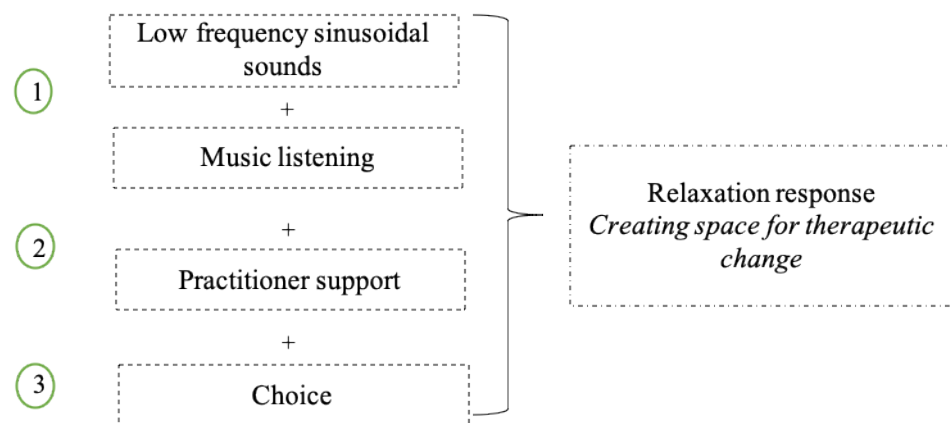 Low frequency sinusoidal
sounds
1
+
Music listening
+
2
Practitioner support
+
3
Choice
Relaxation response
Creating space for therapeutic
change